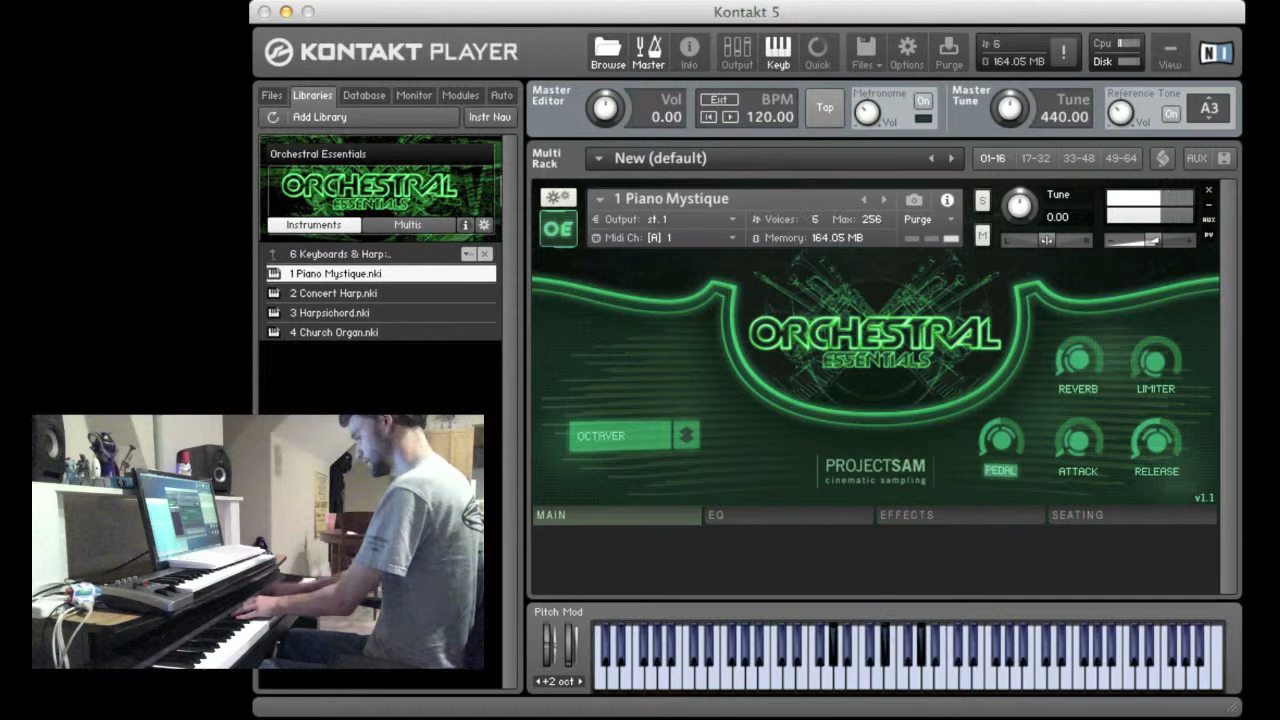 Kontakt 5
KONTAKT PLAYER
Browse
Master
Info
Output
Keyb
Quick
Files
Options
Purge
5
164.05 MB
!
Cpu
Disk
View
NI
Files
Libraries
Database
Monitor
Modules
Auto
Add Library
Instr Nav
Master Editor
Vol
0.00
Ext
BPM
120.00
Tap
Metronome
On
Vol
Master Tune
Tune
440.00
Reference Tone
On
Vol
A3
Multi Rack
New (default)
01-16
17-32
33-48
49-64
AUX
Orchestral Essentials
ORCHESTRAL
ESSENTIALS
Instruments
Multis
i
6 Keyboards & Harp:..
1 Piano Mystique.nki
2 Concert Harp.nki
3 Harpsichord.nki
4 Church Organ.nki
OE
1 Piano Mystique
Output: st.1
Voices: 5 Max: 256
Purge
Midi Ch: [A] 1
Memory: 164.05 MB
S
M
Tune
0.00
L
R
AUX
PV
ORCHESTRAL
ESSENTIALS
REVERB
LIMITER
OCTAVER
PEDAL
ATTACK
RELEASE
PROJECTSAM
cinematic sampling
v1.1
MAIN
EQ
EFFECTS
SEATING
Pitch Mod
+2 oct